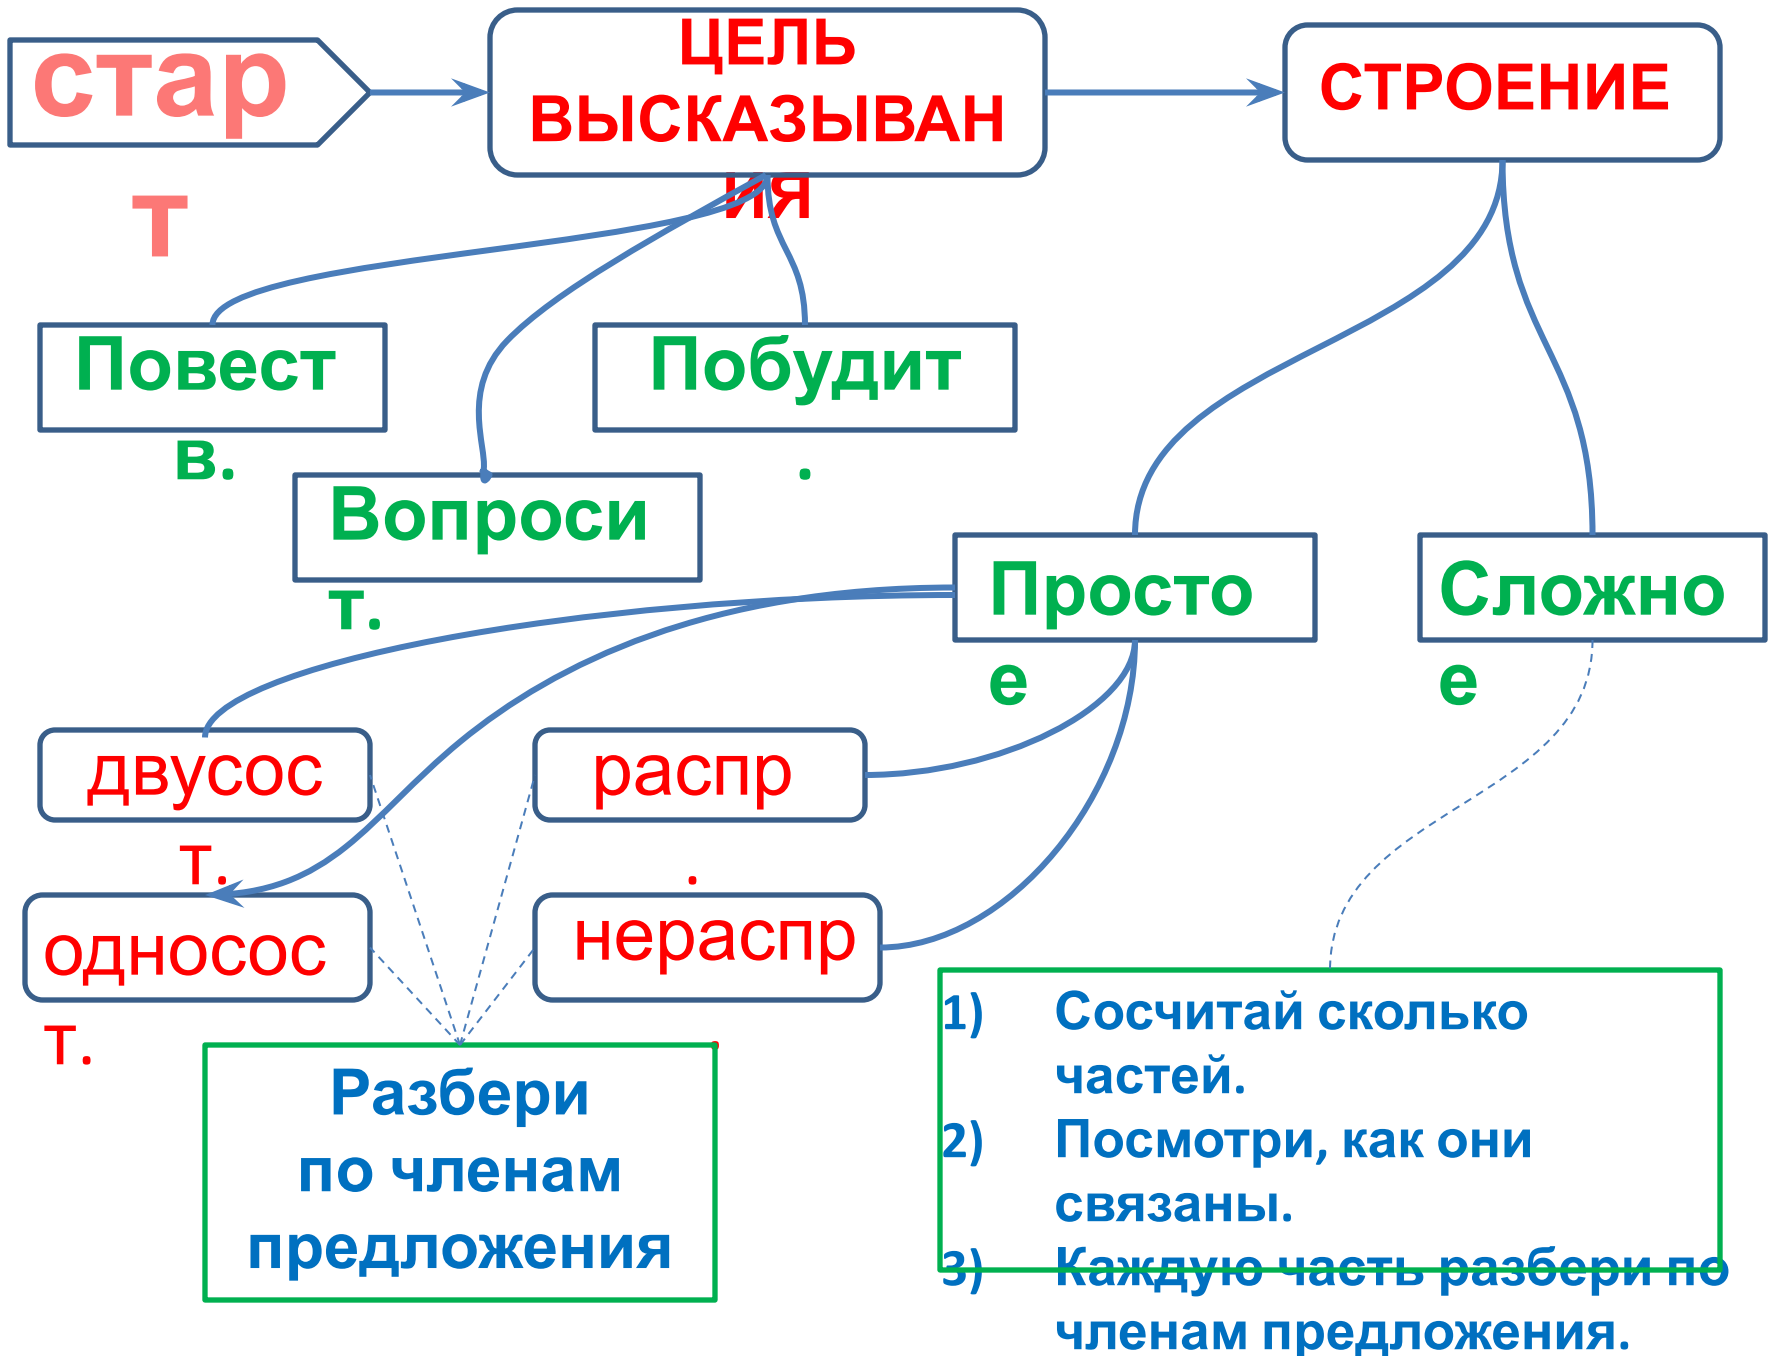 стар
т
ЦЕЛЬ
ВЫСКАЗЫВАН
ИЯ
СТРОЕНИЕ
Повест
в.
Побудит
.
Вопроси
т.
Просто
е
Сложно
е
двусос
т.
распр
.
односос
т.
нераспр
Разбери
по членам
предложения
1) Сосчитай сколько
частей.
2) Посмотри, как они
связаны.
3) Каждую часть разбери по
членам предложения.